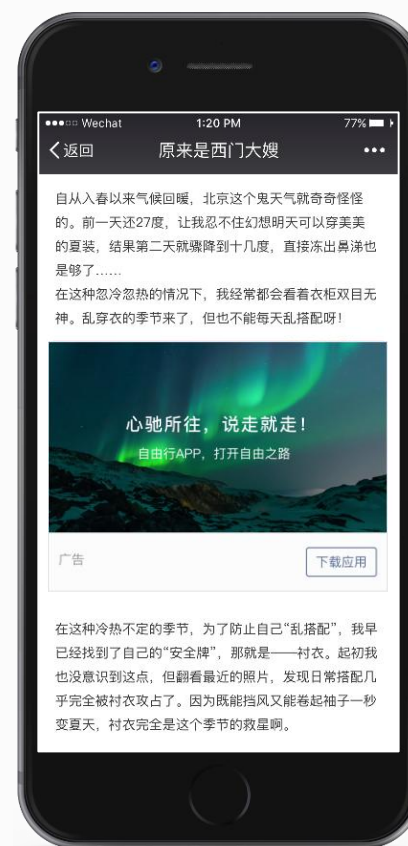 ●●●○○ Wechat 1:20 PM 77%
返回 原来是西门大嫂 •••
自从入春以来气候回暖，北京这个鬼天气就奇奇怪怪
的。前一天还27度，让我忍不住幻想明天可以穿美美
的夏装，结果第二天就骤降到十几度，直接冻出鼻涕也
是够了……
在这种忽冷忽热的情况下，我经常都会看着衣柜双目无
神。乱穿衣的季节来了，但也不能每天乱搭配呀！
心驰所往，说走就走！
自由行APP，打开自由之路
广告 下载应用
在这种冷热不定的季节，为了防止自己“乱搭配”，我早
已经找到了自己的“安全牌”，那就是——衬衣。起初我
也没意识到这点，但翻看最近的照片，发现日常搭配几
乎完全被衬衣攻占了。因为既能挡风又能卷起袖子一秒
变夏天，衬衣完全是这个季节的救星啊。